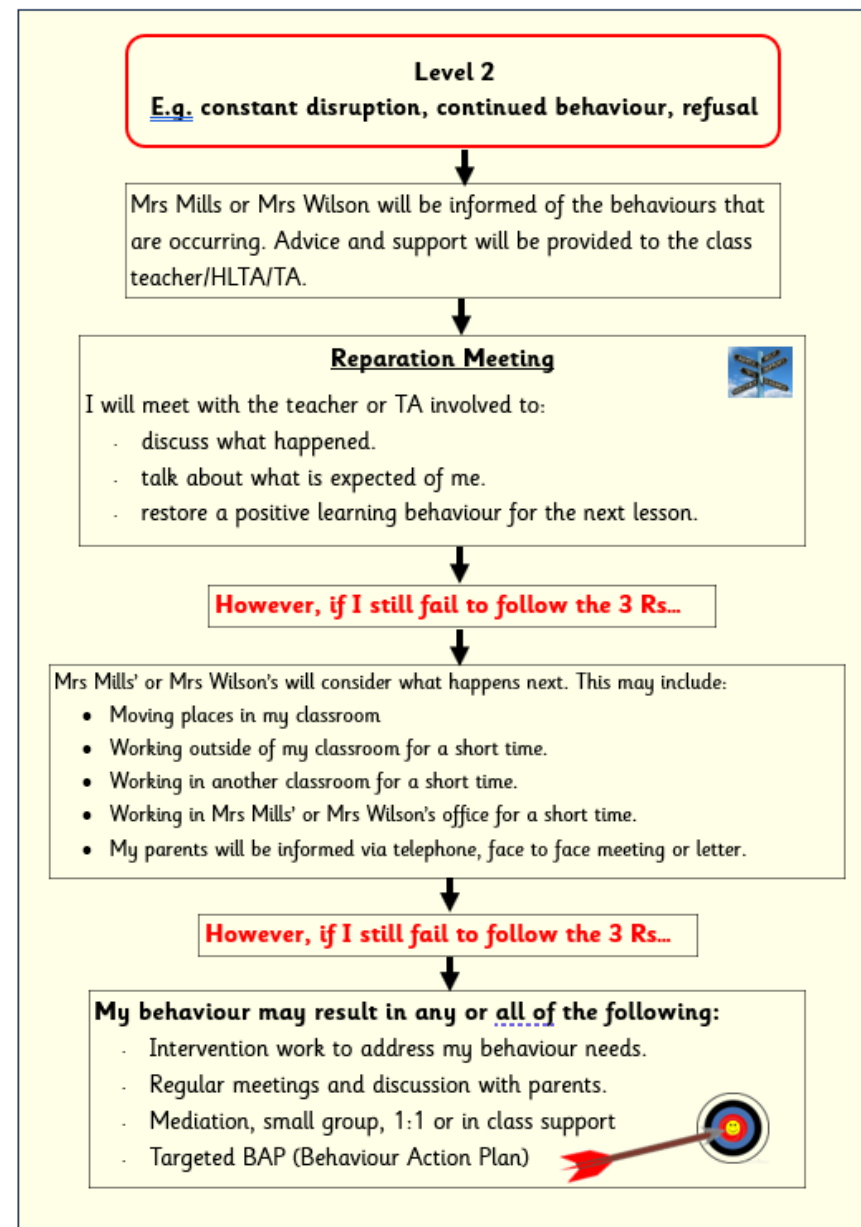 Level 2
E.g. constant disruption, continued behaviour, refusal
Mrs Mills or Mrs Wilson will be informed of the behaviours that
are occurring. Advice and support will be provided to the class
teacher/HLTA/TA.
Reparation Meeting
I will meet with the teacher or TA involved to:
- discuss what happened.
- talk about what is expected of me.
- restore a positive learning behaviour for the next lesson.
However, if I still fail to follow the 3 Rs...
Mrs Mills' or Mrs Wilson's will consider what happens next. This may include:
• Moving places in my classroom
• Working outside of my classroom for a short time.
• Working in another classroom for a short time.
• Working in Mrs Mills' or Mrs Wilson's office for a short time.
• My parents will be informed via telephone, face to face meeting or letter.
However, if I still fail to follow the 3 Rs...
My behaviour may result in any or all of the following:
- Intervention work to address my behaviour needs.
- Regular meetings and discussion with parents.
- Mediation, small group, 1:1 or in class support
- Targeted BAP (Behaviour Action Plan)